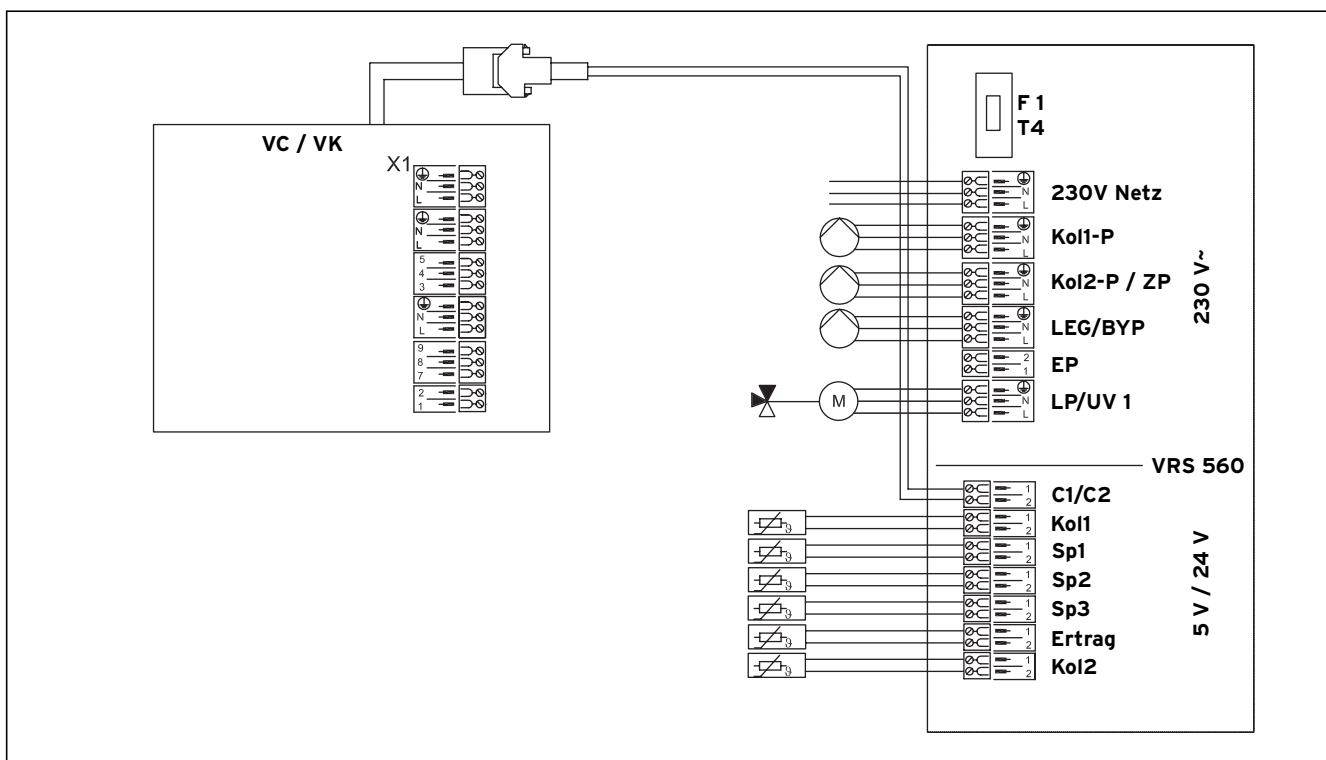 VC / VK
X1
N
L
N
L
5
4
3
N
L
9
8
7
2
1
F 1
T4
N
L
230V Netz
N
L
Kol1-P
N
L
Kol2-P / ZP
N
L
LEG/BYP
2
1
EP
M
N
L
LP/UV 1
230 V~
VRS 560
1
2
C1/C2
ϑ
1
2
Kol1
ϑ
1
2
Sp1
ϑ
1
2
Sp2
ϑ
1
2
Sp3
ϑ
1
2
Ertrag
ϑ
1
2
Kol2
5 V / 24 V